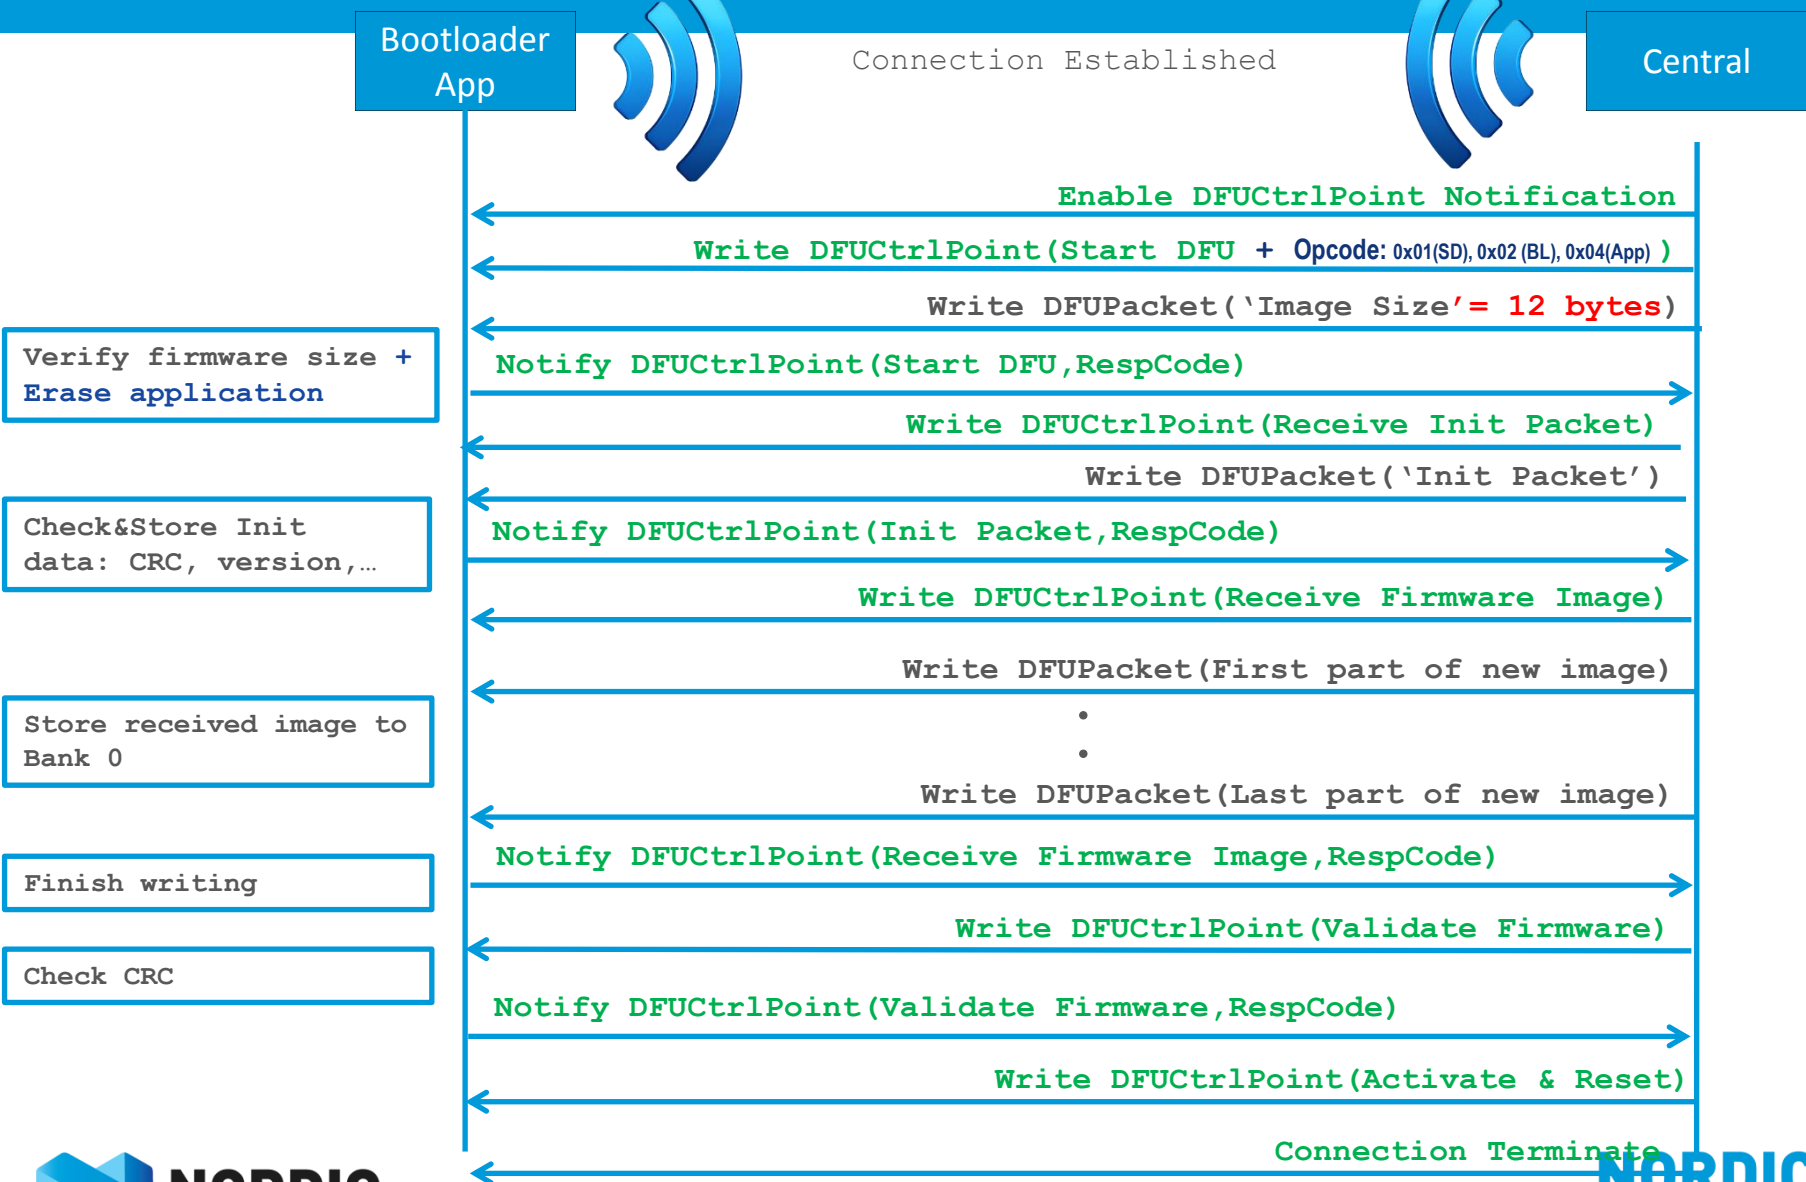 Bootloader
App
Connection Established
Central
Enable DFUCtrlPoint Notification
Write DFUCtrlPoint(Start DFU + Opcode: 0x01(SD), 0x02 (BL), 0x04(App) )
Write DFUPacket(‘Image Size’= 12 bytes)
Verify firmware size +
Erase application
Notify DFUCtrlPoint(Start DFU,RespCode)
Write DFUCtrlPoint(Receive Init Packet)
Write DFUPacket(‘Init Packet’)
Check&Store Init
data: CRC, version,…
Notify DFUCtrlPoint(Init Packet,RespCode)
Write DFUCtrlPoint(Receive Firmware Image)
Write DFUPacket(First part of new image)
Store received image to
Bank 0
Write DFUPacket(Last part of new image)
Notify DFUCtrlPoint(Receive Firmware Image,RespCode)
Finish writing
Write DFUCtrlPoint(Validate Firmware)
Check CRC
Notify DFUCtrlPoint(Validate Firmware,RespCode)
Write DFUCtrlPoint(Activate & Reset)
Connection Terminate
NORDIC
NORDIC